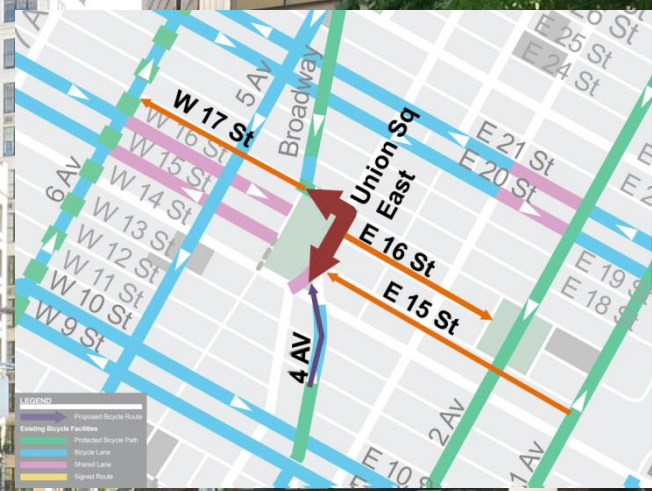 E 26 St
E 25 St
E 24 St
7 Av
5 Av
Broadway
W 17 St
Union Sq
East
W 16 St
W 15 St
W 14 St
6 Av
W 13 St
W 12 St
W 11 St
W 10 St
W 9 St
E 21 St
E 20 St
E 19 St
E 18 St
E 16 St
E 15 St
4 AV
2 Av
1 Av
E 10 S
LEGEND
Proposed Bicycle Route
Existing Bicycle Facilities
Protected Bicycle Path
Bicycle Lane
Shared Lane
Signed Route